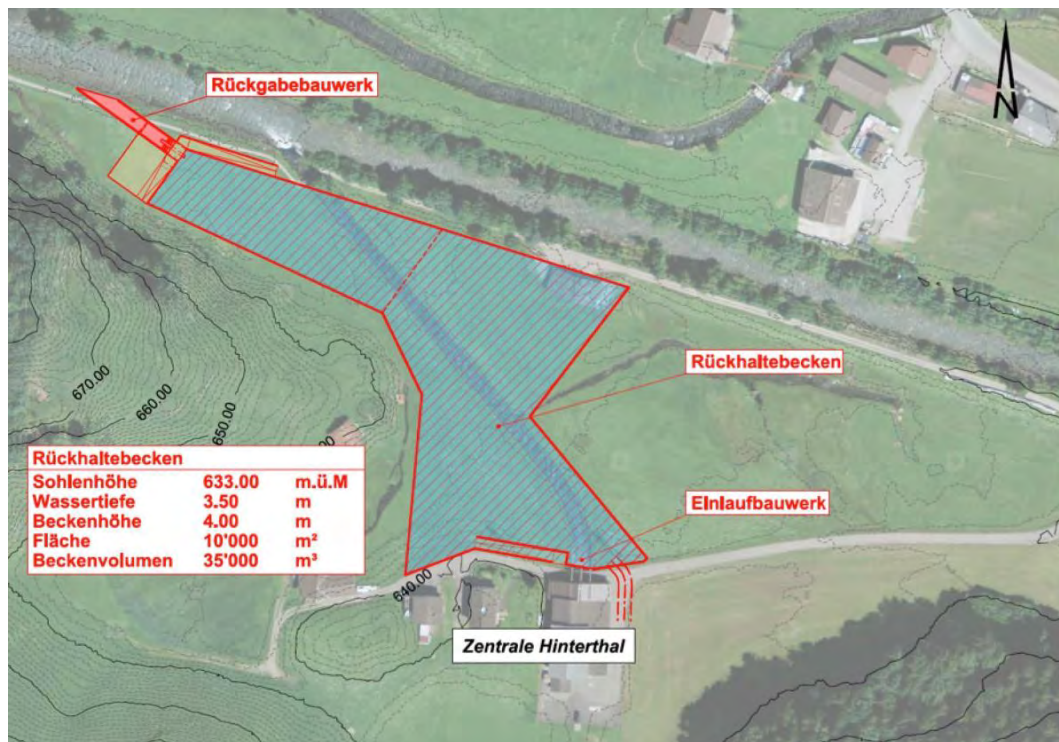 Rückgabebauwerk
N
Rückhaltebecken
670.00
660.00
650.00
Rückhaltebecken
Sohlenhöhe 633.00 m.ü.M
Wassertiefe 3.50 m
Beckenhöhe 4.00 m
Fläche 10'000 m²
Beckenvolumen 35'000 m³
Einlaufbauwerk
640.00
Zentrale Hinterthal